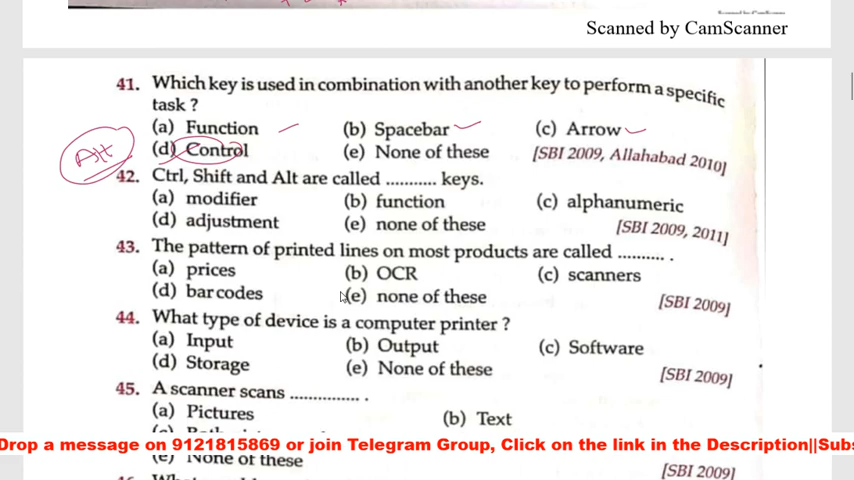 Scanned by CamScanner
41. Which key is used in combination with another key to perform a specific
task ?
(a) Function (b) Spacebar (c) Arrow
(d) Control (e) None of these [SBI 2009, Allahabad 2010]
Alt
42. Ctrl, Shift and Alt are called ........... keys.
(a) modifier (b) function (c) alphanumeric
(d) adjustment (e) none of these [SBI 2009, 2011]
43. The pattern of printed lines on most products are called .......... .
(a) prices (b) OCR (c) scanners
(d) bar codes (e) none of these [SBI 2009]
44. What type of device is a computer printer ?
(a) Input (b) Output (c) Software
(d) Storage (e) None of these [SBI 2009]
45. A scanner scans ............... .
(a) Pictures (b) Text
Drop a message on 9121815869 or join Telegram Group, Click on the link in the Description||Subs
(e) None of these [SBI 2009]